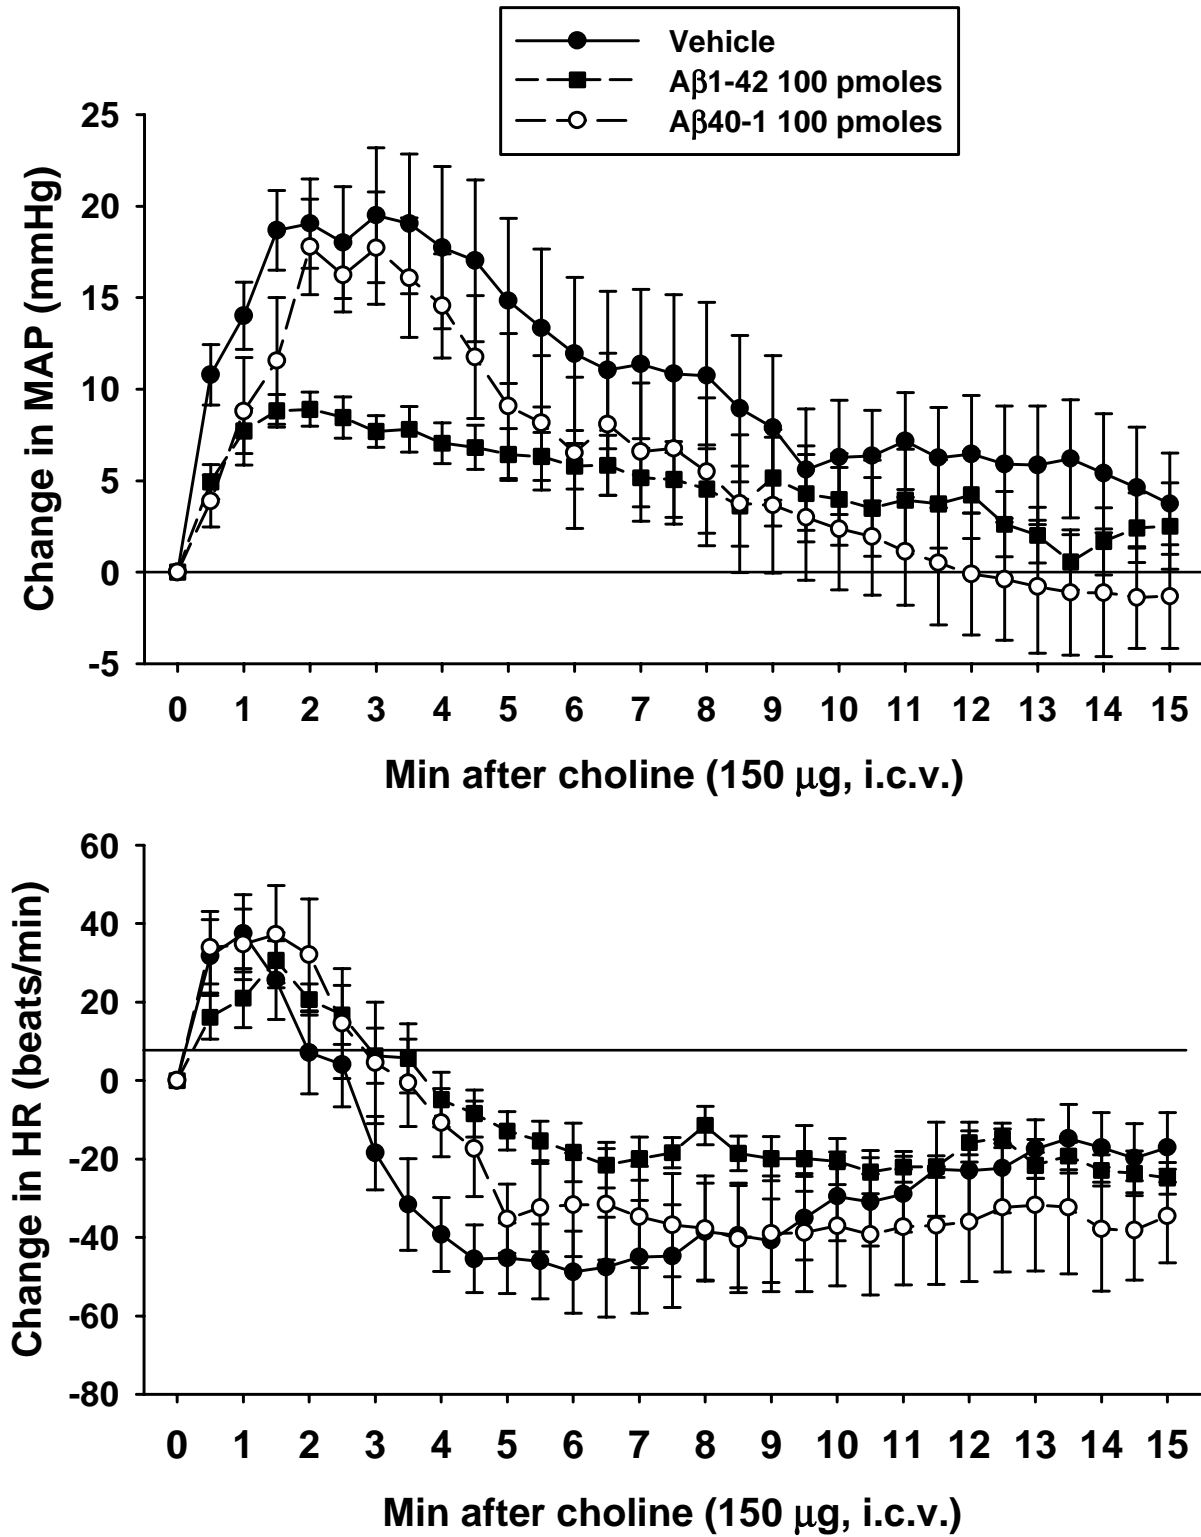 Vehicle
Aβ1-42 100 pmoles
Aβ40-1 100 pmoles
Change in MAP (mmHg)
25
20
15
10
5
0
-5
0 1 2 3 4 5 6 7 8 9 10 11 12 13 14 15
Min after choline (150 μg, i.c.v.)
Change in HR (beats/min)
60
40
20
0
-20
-40
-60
-80
0 1 2 3 4 5 6 7 8 9 10 11 12 13 14 15
Min after choline (150 μg, i.c.v.)